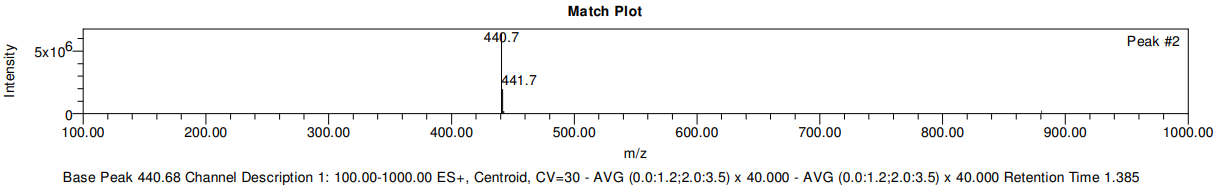 Match Plot
Intensity
5x10⁶
0
440.7
441.7
Peak #2
100.00 200.00 300.00 400.00 500.00 600.00 700.00 800.00 900.00 1000.00
m/z
Base Peak 440.68 Channel Description 1: 100.00-1000.00 ES+, Centroid, CV=30 - AVG (0.0:1.2;2.0:3.5) x 40.000 - AVG (0.0:1.2;2.0:3.5) x 40.000 Retention Time 1.385